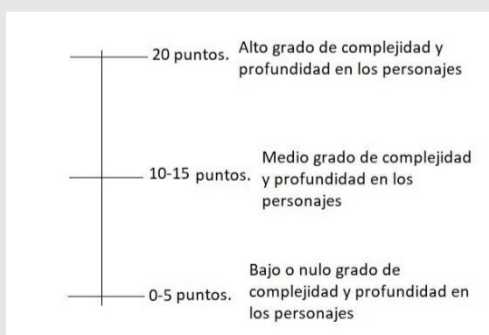 20 puntos. Alto grado de complejidad y
profundidad en los personajes
Medio grado de complejidad
10-15 puntos. y profundidad en los
personajes
Bajo o nulo grado de
0-5 puntos. complejidad y profundidad en
los personajes